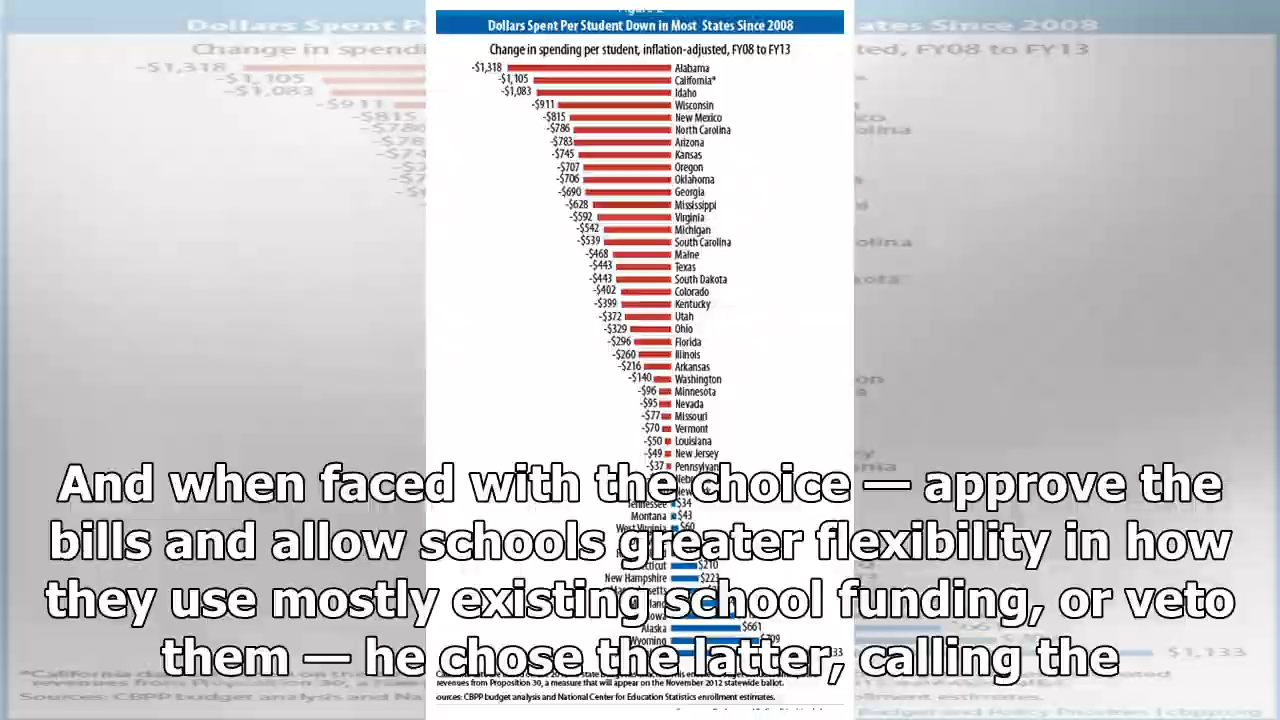 Dollars Spent Per Student Down in Most States Since 2008
Change in spending per student, inflation-adjusted, FY08 to FY13
-$1,318 Alabama
-$1,105 California*
-$1,083 Idaho
-$911 Wisconsin
-$815 New Mexico
-$786 North Carolina
-$783 Arizona
-$745 Kansas
-$707 Oregon
-$706 Oklahoma
-$690 Georgia
-$628 Mississippi
-$592 Virginia
-$542 Michigan
-$539 South Carolina
-$468 Maine
-$443 Texas
-$443 South Dakota
-$402 Colorado
-$399 Kentucky
-$372 Utah
-$329 Ohio
-$296 Florida
-$260 Illinois
-$216 Arkansas
-$140 Washington
-$96 Minnesota
-$95 Nevada
-$77 Missouri
-$70 Vermont
-$50 Louisiana
-$49 New Jersey
-$37
Tennessee $34
Montana $43
West Virginia $60
$210
New Hampshire $223
Alaska $661
Wyoming
And when faced with the choice — approve the
bills and allow schools greater flexibility in how
they use mostly existing school funding, or veto
them — he chose the latter, calling the
revenues from Proposition 30, a measure that will appear on the November 2012 statewide ballot.
CBPP budget analysis and National Center for Education Statistics enrollment estimates.